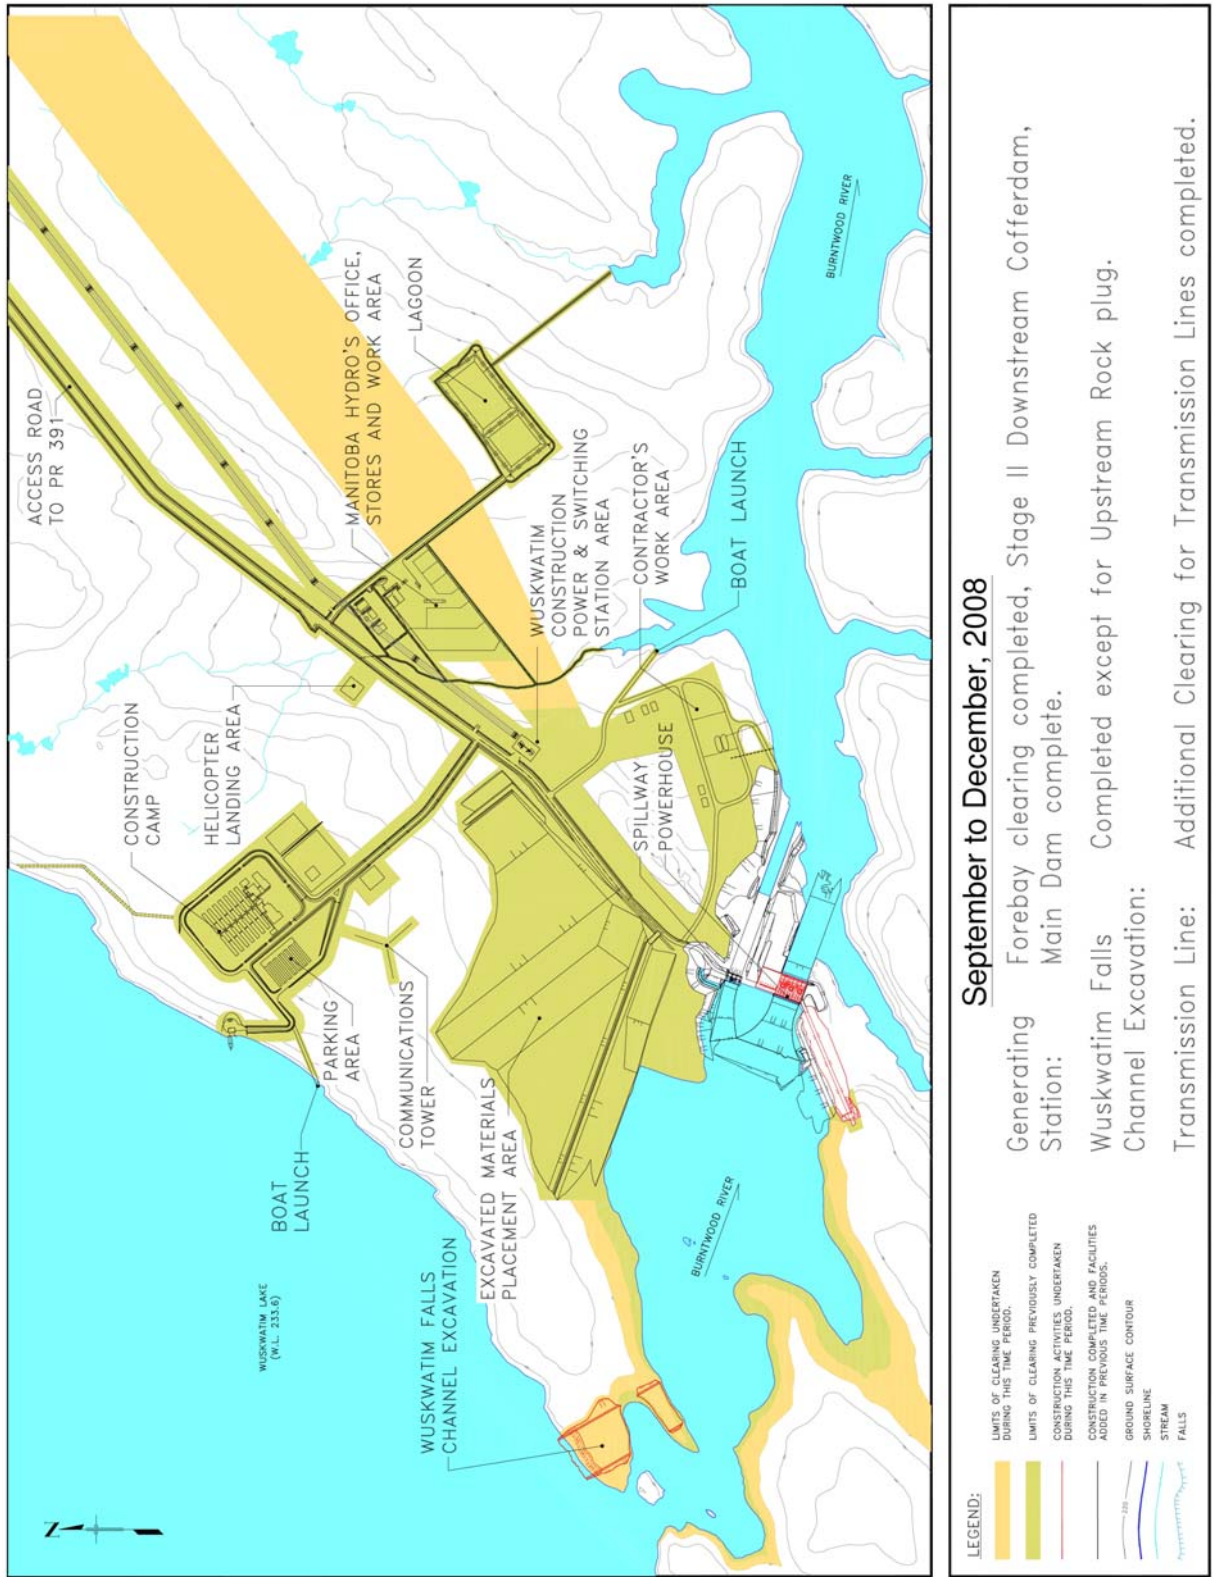 N
WUSKWATIM LAKE
(W.L. 233.6)
BOAT
LAUNCH
CONSTRUCTION
CAMP
HELICOPTER
LANDING AREA
ACCESS ROAD
TO PR 391
PARKING
AREA
COMMUNICATIONS
TOWER
WUSKWATIM FALLS
CHANNEL EXCAVATION
EXCAVATED MATERIALS
PLACEMENT AREA
MANITOBA HYDRO'S OFFICE,
STORES AND WORK AREA
LAGOON
WUSKWATIM
CONSTRUCTION
POWER & SWITCHING
STATION AREA
CONTRACTOR'S
WORK AREA
SPILLWAY
POWERHOUSE
BOAT LAUNCH
BURNTWOOD RIVER
BURNTWOOD RIVER
LEGEND:
LIMITS OF CLEARING UNDERTAKEN
DURING THIS TIME PERIOD.
LIMITS OF CLEARING PREVIOUSLY COMPLETED
CONSTRUCTION ACTIVITIES UNDERTAKEN
DURING THIS TIME PERIOD.
CONSTRUCTION COMPLETED AND FACILITIES
ADDED IN PREVIOUS TIME PERIODS.
220
GROUND SURFACE CONTOUR
SHORELINE
STREAM
FALLS
September to December, 2008
Generating Forebay clearing completed, Stage II Downstream Cofferdam,
Station: Main Dam complete.
Wuskwatim Falls Completed except for Upstream Rock plug.
Channel Excavation:
Transmission Line: Additional Clearing for Transmission Lines completed.